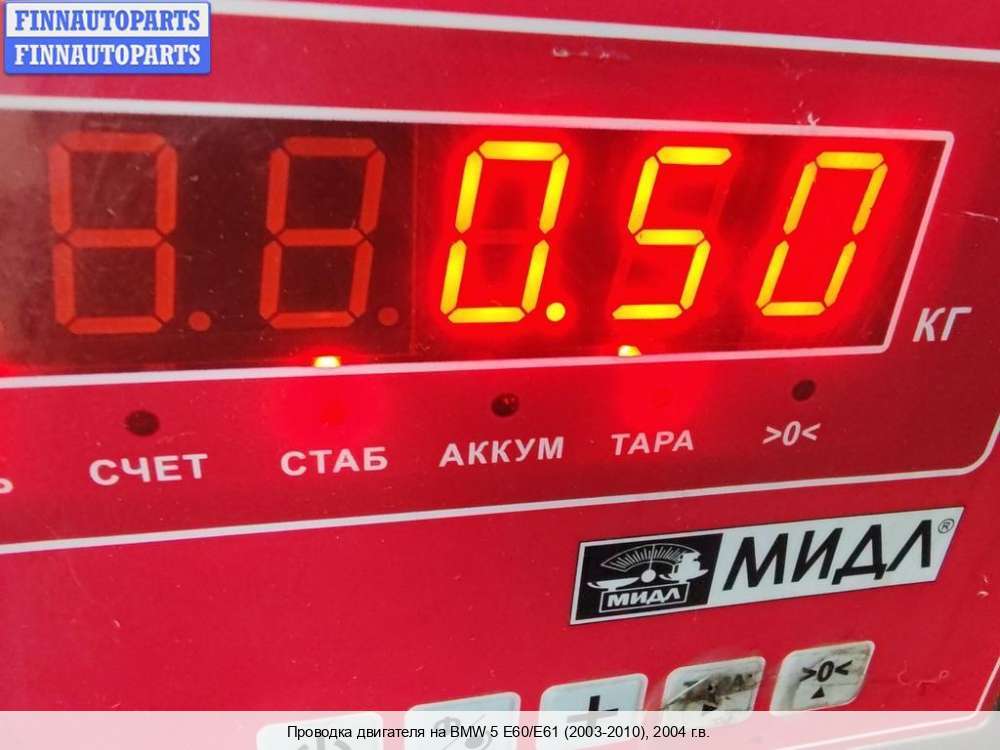 FINNAUTOPARTS
FINNAUTOPARTS
0.50
КГ
СЧЕТ СТАБ АККУМ ТАРА >0<
МИДЛ МИДЛ®
+ >0<
Проводка двигателя на BMW 5 E60/E61 (2003-2010), 2004 г.в.